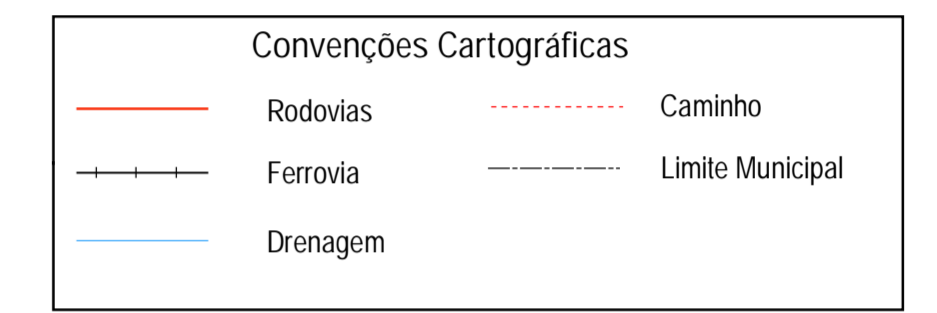 Convenções Cartográficas
Rodovias
Caminho
Ferrovia
Limite Municipal
Drenagem